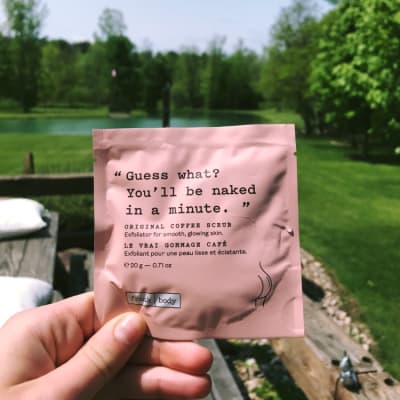 “Guess what?
You'll be naked
in a minute.”
ORIGINAL COFFEE SCRUB
Exfoliator for smooth, glowing skin.
LE VRAI GOMMAGE CAFÉ
Exfoliant pour une peau lisse et éclatante.
℮ 20 g — 0.71 oz
frank body